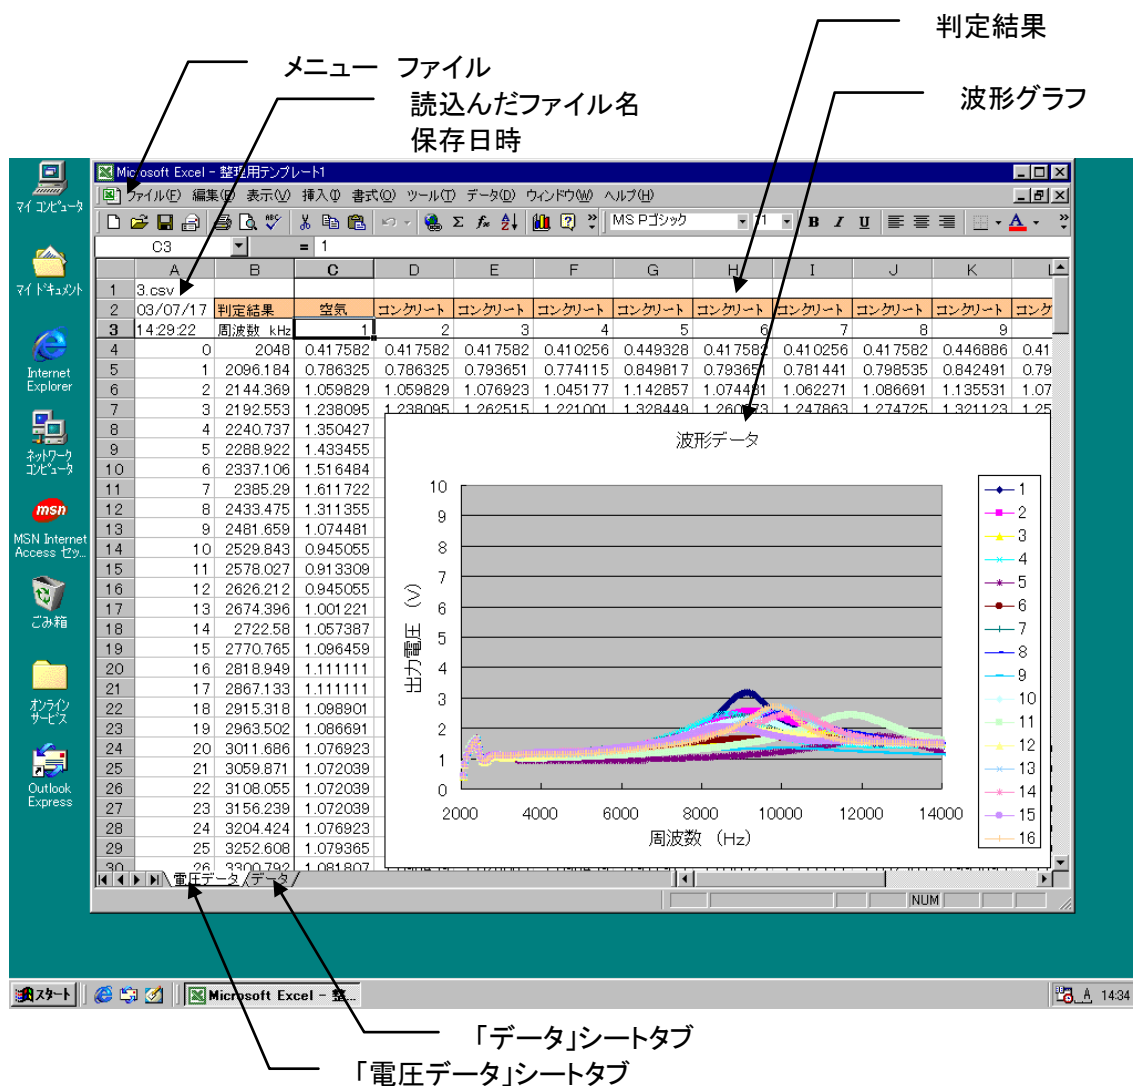 判定結果
メニュー ファイル
読込んだファイル名
保存日時
波形グラフ
マイ コンピュータ
マイ ドキュメント
Internet
Explorer
ネットワーク
コンピュータ
msn
MSN Internet
Access セッ...
ごみ箱
オンライン
サービス
Outlook
Express
Microsoft Excel - 整理用テンプレート1
ファイル(F) 編集(E) 表示(V) 挿入(I) 書式(O) ツール(T) データ(D) ウィンドウ(W) ヘルプ(H)
MS Pゴシック 11 B I U
C3 = 1
A B C D E F G H I J K L
1 3.csv
2 03/07/17 判定結果 空気 コンクリート コンクリート コンクリート コンクリート コンクリート コンクリート コンクリート コンクリート コンク
3 14:29:22 周波数 kHz 1 2 3 4 5 6 7 8 9
4 0 2048 0.417582 0.417582 0.417582 0.410256 0.449328 0.417582 0.410256 0.417582 0.446886 0.41
5 1 2096.184 0.786325 0.786325 0.793651 0.774115 0.849817 0.793651 0.781441 0.798535 0.842491 0.79
6 2 2144.369 1.059829 1.059829 1.076923 1.045177 1.142857 1.074481 1.062271 1.086691 1.135531 1.07
7 3 2192.553 1.238095 1.238095 1.262515 1.221001 1.328449 1.247863 1.274725 1.321123 1.25
8 4 2240.737 1.350427
9 5 2288.922 1.433455
10 6 2337.106 1.516484
11 7 2385.29 1.611722
12 8 2433.475 1.311355
13 9 2481.659 1.074481
14 10 2529.843 0.945055
15 11 2578.027 0.913309
16 12 2626.212 0.945055
17 13 2674.396 1.001221
18 14 2722.58 1.057387
19 15 2770.765 1.096459
20 16 2818.949 1.111111
21 17 2867.133 1.111111
22 18 2915.318 1.098901
23 19 2963.502 1.086691
24 20 3011.686 1.076923
25 21 3059.871 1.072039
26 22 3108.055 1.072039
27 23 3156.239 1.072039
28 24 3204.424 1.076923
29 25 3252.608 1.079365
30 26 3300.792 1.081807
波形データ
出力電圧 (V)
10
9
8
7
6
5
4
3
2
1
0
2000 4000 6000 8000 10000 12000 14000
周波数 (Hz)
1
2
3
4
5
6
7
8
9
10
11
12
13
14
15
16
電圧データ データ
NUM
スタート Microsoft Excel - 整... A 14:34
「データ」シートタブ
「電圧データ」シートタブ